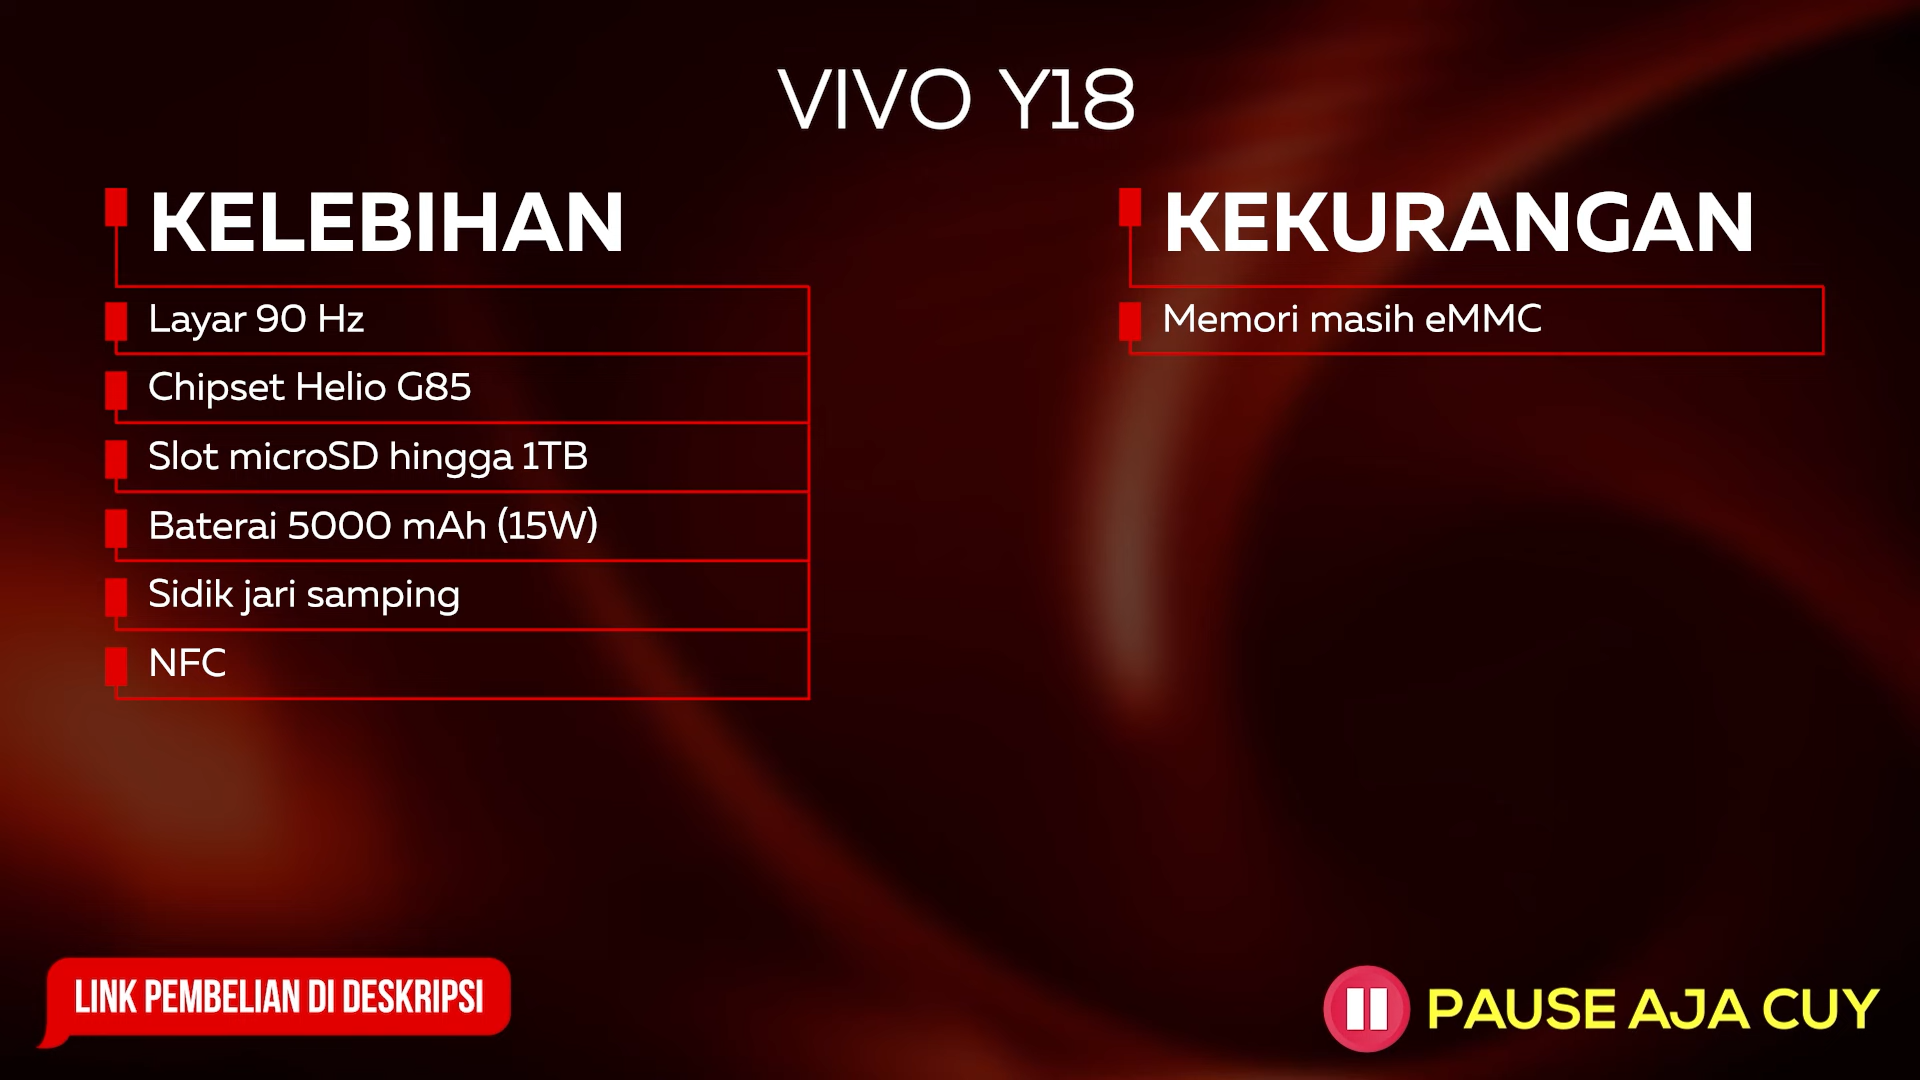 VIVO Y18
KELEBIHAN
Layar 90 Hz
Chipset Helio G85
Slot microSD hingga 1TB
Baterai 5000 mAh (15W)
Sidik jari samping
NFC
KEKURANGAN
Memori masih eMMC
LINK PEMBELIAN DI DESKRIPSI
PAUSE AJA CUY